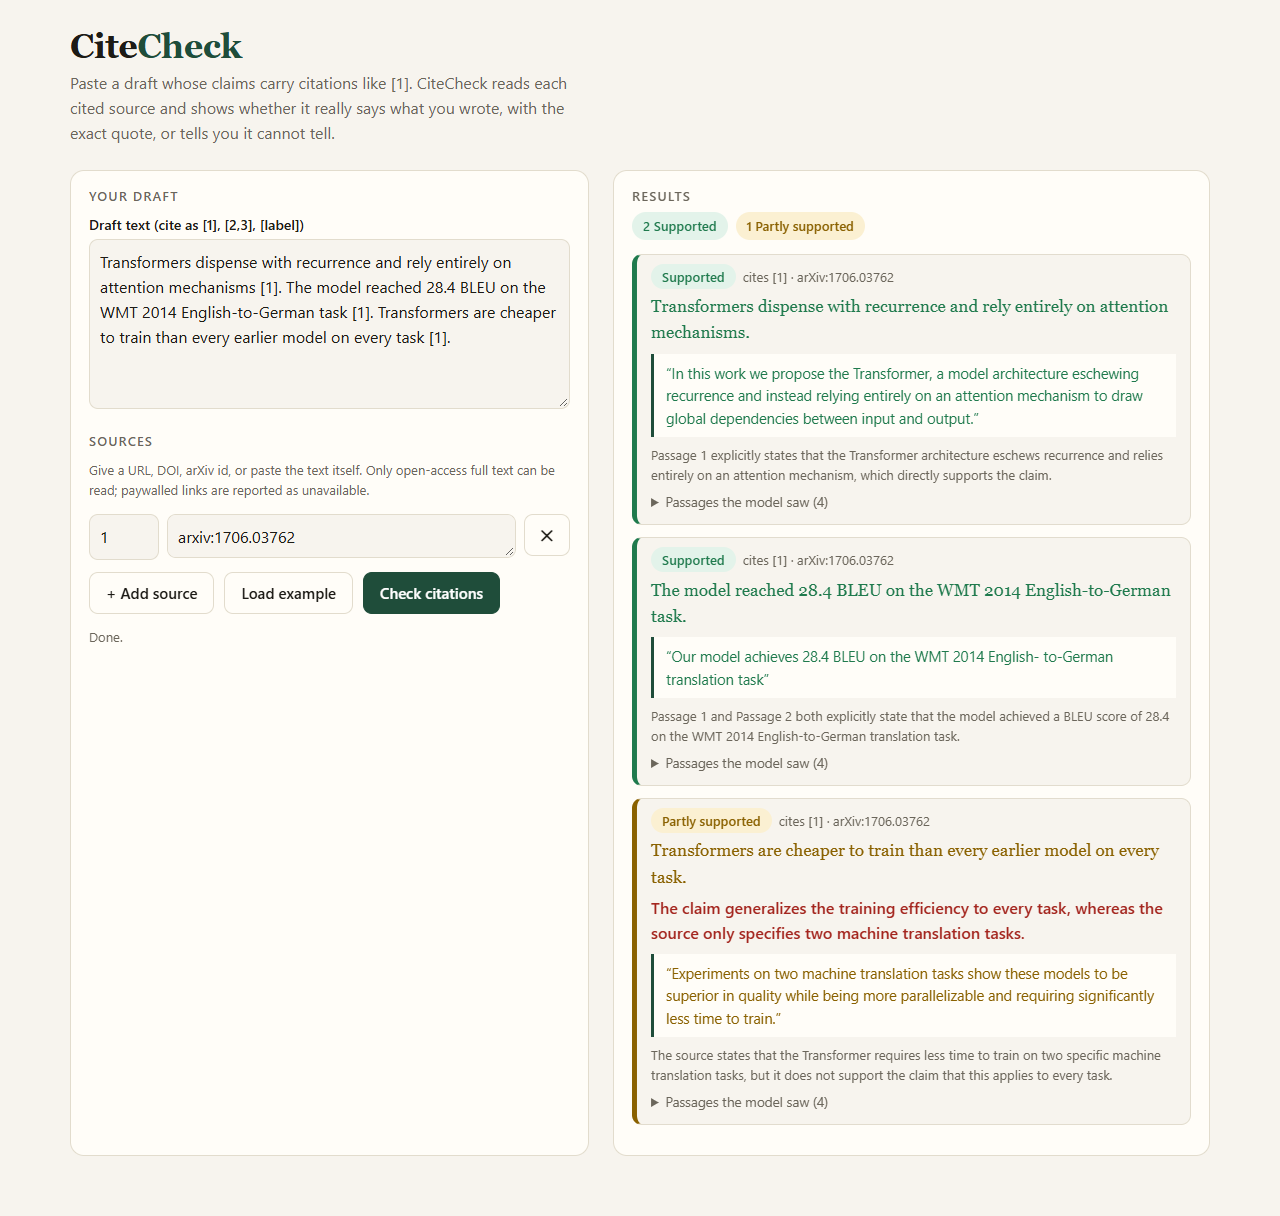 CiteCheck
Paste a draft whose claims carry citations like [1]. CiteCheck reads each
cited source and shows whether it really says what you wrote, with the
exact quote, or tells you it cannot tell.
YOUR DRAFT
Draft text (cite as [1], [2,3], [label])
Transformers dispense with recurrence and rely entirely on
attention mechanisms [1]. The model reached 28.4 BLEU on the
WMT 2014 English-to-German task [1]. Transformers are cheaper
to train than every earlier model on every task [1].
SOURCES
Give a URL, DOI, arXiv id, or paste the text itself. Only open-access full text can be
read; paywalled links are reported as unavailable.
1
arxiv:1706.03762
✕
+ Add source
Load example
Check citations
Done.
RESULTS
2 Supported
1 Partly supported
Supported cites [1] · arXiv:1706.03762
Transformers dispense with recurrence and rely entirely on attention
mechanisms.
“In this work we propose the Transformer, a model architecture eschewing
recurrence and instead relying entirely on an attention mechanism to draw
global dependencies between input and output.”
Passage 1 explicitly states that the Transformer architecture eschews recurrence and relies
entirely on an attention mechanism, which directly supports the claim.
▶ Passages the model saw (4)
Supported cites [1] · arXiv:1706.03762
The model reached 28.4 BLEU on the WMT 2014 English-to-German
task.
“Our model achieves 28.4 BLEU on the WMT 2014 English- to-German
translation task”
Passage 1 and Passage 2 both explicitly state that the model achieved a BLEU score of 28.4
on the WMT 2014 English-to-German translation task.
▶ Passages the model saw (4)
Partly supported cites [1] · arXiv:1706.03762
Transformers are cheaper to train than every earlier model on every
task.
The claim generalizes the training efficiency to every task, whereas the
source only specifies two machine translation tasks.
“Experiments on two machine translation tasks show these models to be
superior in quality while being more parallelizable and requiring significantly
less time to train.”
The source states that the Transformer requires less time to train on two specific machine
translation tasks, but it does not support the claim that this applies to every task.
▶ Passages the model saw (4)